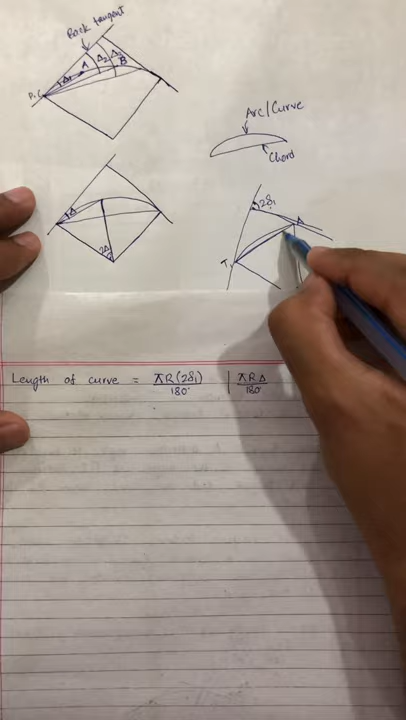 Back tangent
P.C
Δ1
A
Δ2
Δ3
B
Arc/Curve
Chord
Δ
2Δ
2δ1
T1
A
Length of curve = πR(2δ1)/180° | πRΔ/180°